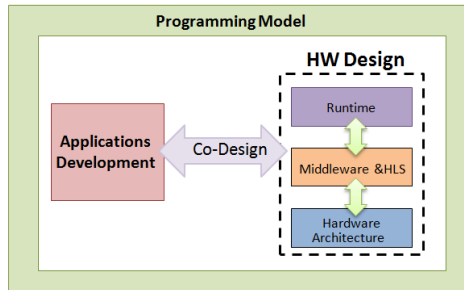 Programming Model
HW Design
Runtime
Applications
Development
Co-Design
Middleware &HLS
Hardware
Architecture